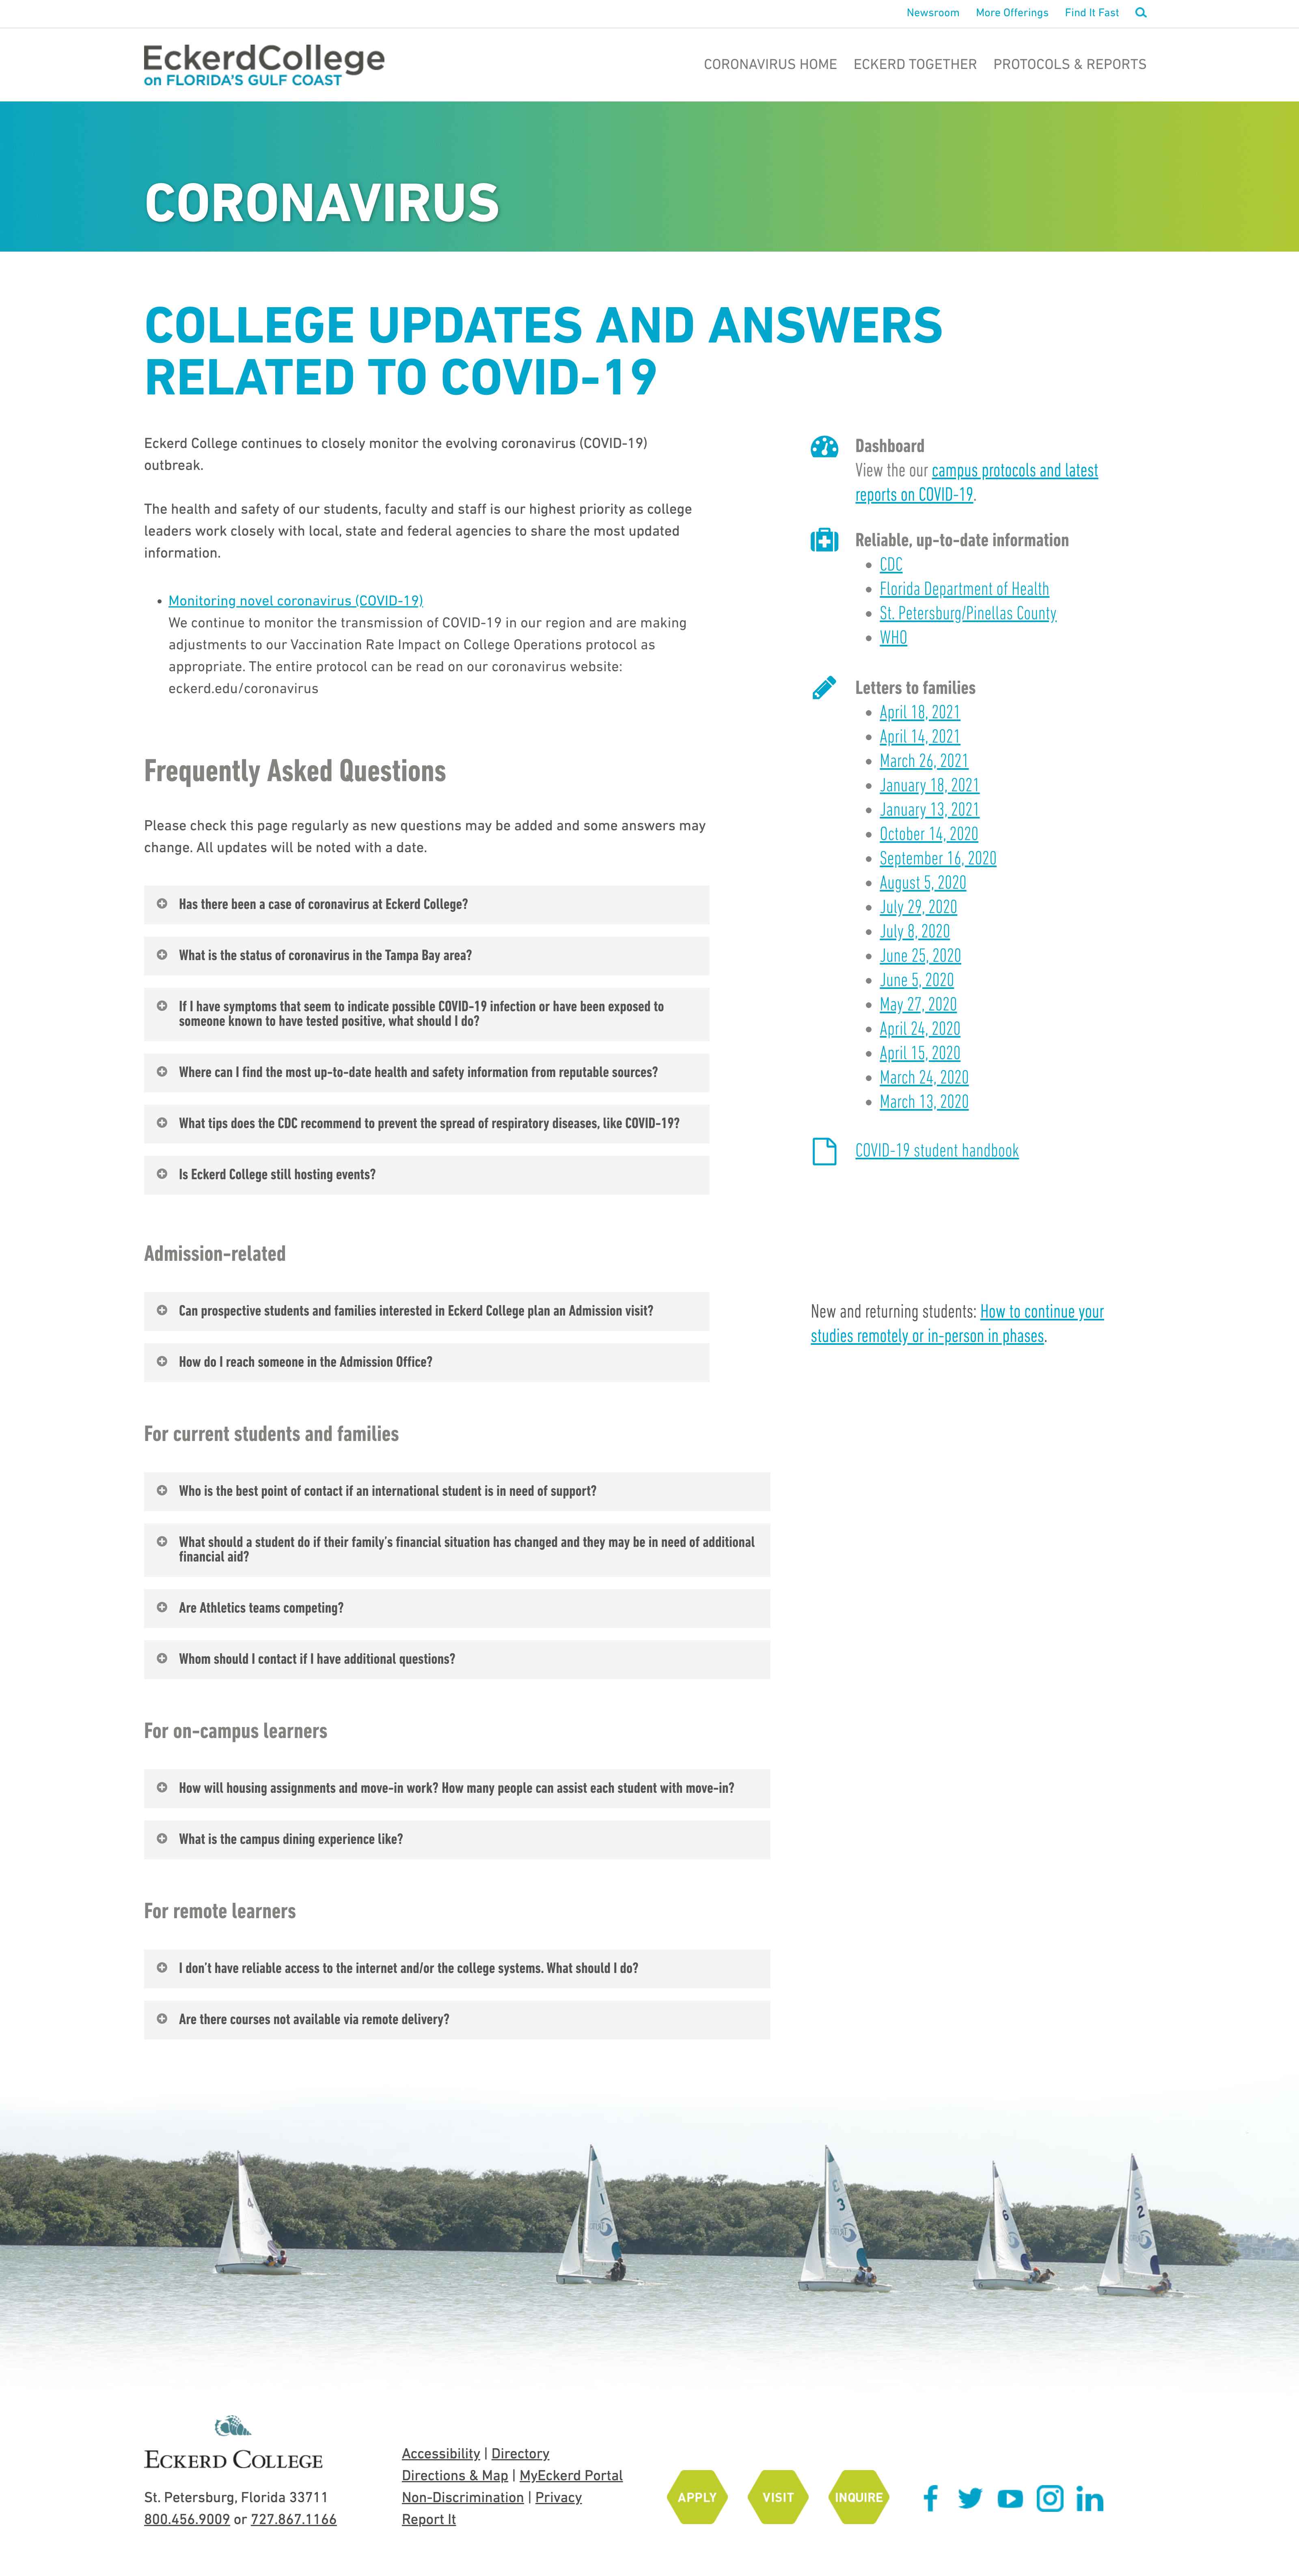 Newsroom More Offerings Find It Fast
EckerdCollege
on FLORIDA'S GULF COAST
CORONAVIRUS HOME ECKERD TOGETHER PROTOCOLS & REPORTS
CORONAVIRUS
COLLEGE UPDATES AND ANSWERS
RELATED TO COVID-19
Eckerd College continues to closely monitor the evolving coronavirus (COVID-19)
outbreak.
The health and safety of our students, faculty and staff is our highest priority as college
leaders work closely with local, state and federal agencies to share the most updated
information.
• Monitoring novel coronavirus (COVID-19)
We continue to monitor the transmission of COVID-19 in our region and are making
adjustments to our Vaccination Rate Impact on College Operations protocol as
appropriate. The entire protocol can be read on our coronavirus website:
eckerd.edu/coronavirus
Frequently Asked Questions
Please check this page regularly as new questions may be added and some answers may
change. All updates will be noted with a date.
Has there been a case of coronavirus at Eckerd College?
What is the status of coronavirus in the Tampa Bay area?
If I have symptoms that seem to indicate possible COVID-19 infection or have been exposed to
someone known to have tested positive, what should I do?
Where can I find the most up-to-date health and safety information from reputable sources?
What tips does the CDC recommend to prevent the spread of respiratory diseases, like COVID-19?
Is Eckerd College still hosting events?
Admission-related
Can prospective students and families interested in Eckerd College plan an Admission visit?
How do I reach someone in the Admission Office?
For current students and families
Who is the best point of contact if an international student is in need of support?
What should a student do if their family's financial situation has changed and they may be in need of additional
financial aid?
Are Athletics teams competing?
Whom should I contact if I have additional questions?
For on-campus learners
How will housing assignments and move-in work? How many people can assist each student with move-in?
What is the campus dining experience like?
For remote learners
I don't have reliable access to the internet and/or the college systems. What should I do?
Are there courses not available via remote delivery?
Dashboard
View the our campus protocols and latest
reports on COVID-19.
Reliable, up-to-date information
• CDC
• Florida Department of Health
• St. Petersburg/Pinellas County
• WHO
Letters to families
• April 18, 2021
• April 14, 2021
• March 26, 2021
• January 18, 2021
• January 13, 2021
• October 14, 2020
• September 16, 2020
• August 5, 2020
• July 29, 2020
• July 8, 2020
• June 25, 2020
• June 5, 2020
• May 27, 2020
• April 24, 2020
• April 15, 2020
• March 24, 2020
• March 13, 2020
COVID-19 student handbook
New and returning students: How to continue your
studies remotely or in-person in phases.
4
1
3
6
2
ECKERD COLLEGE
St. Petersburg, Florida 33711
800.456.9009 or 727.867.1166
Accessibility | Directory
Directions & Map | MyEckerd Portal
Non-Discrimination | Privacy
Report It
APPLY
VISIT
INQUIRE